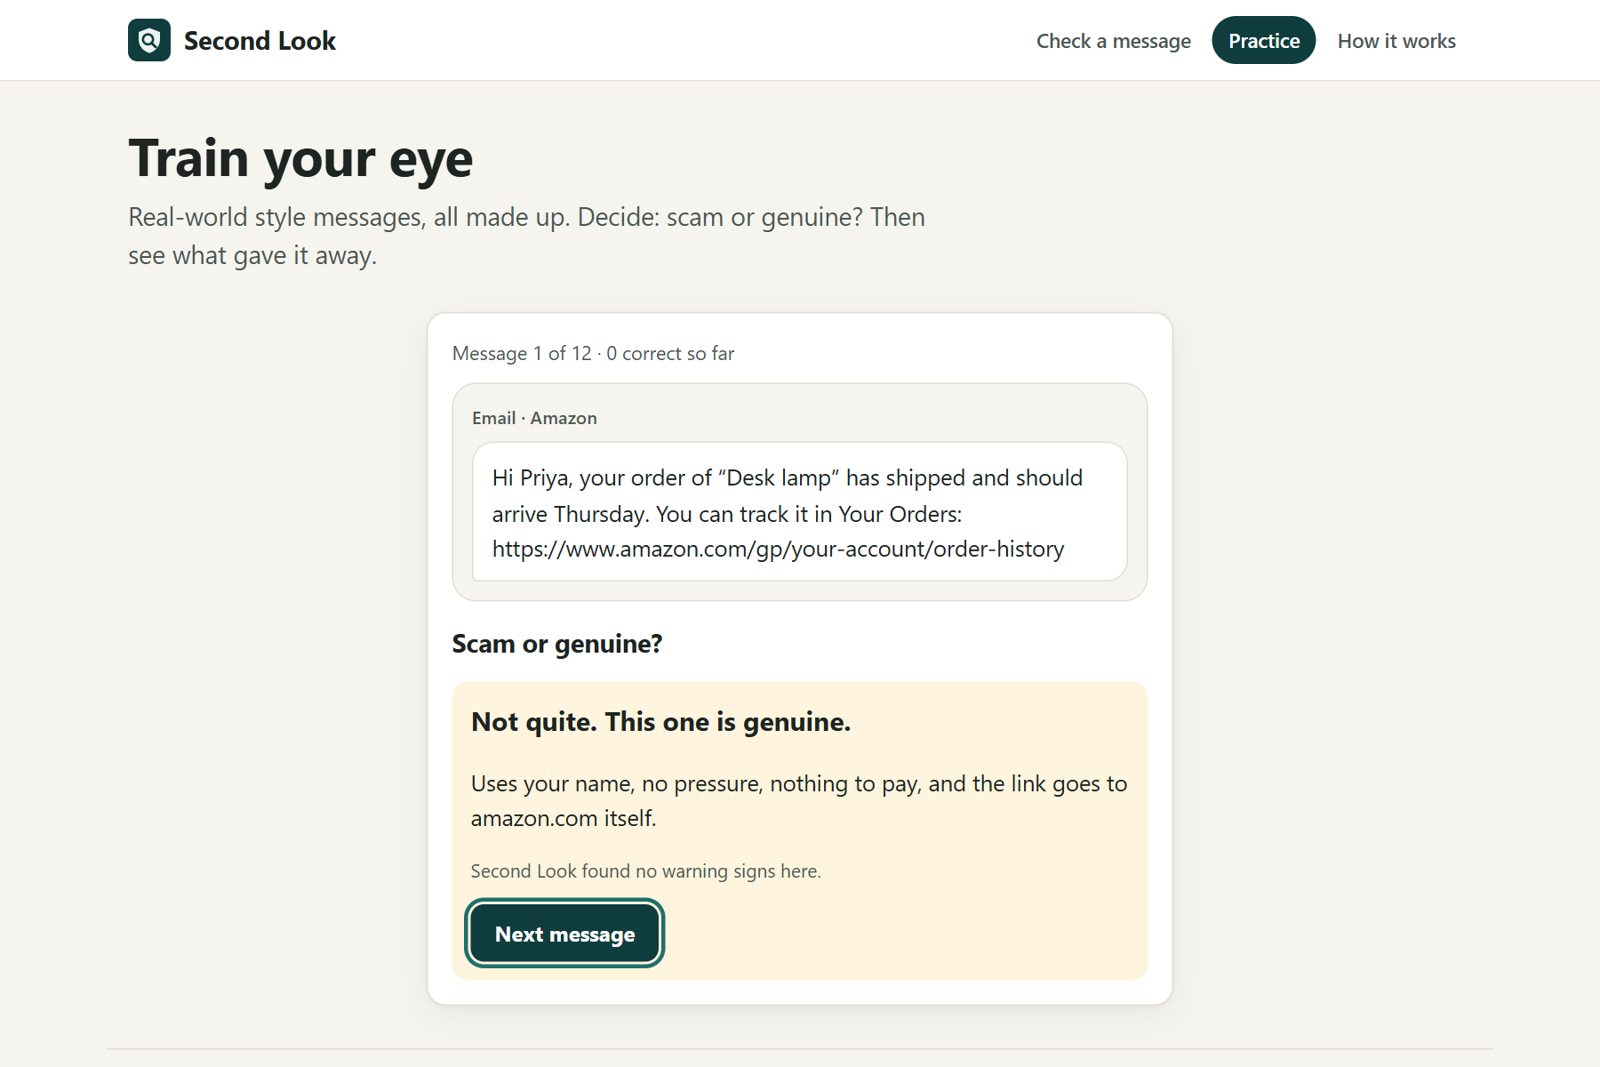 Second Look
Check a message
Practice
How it works
Train your eye
Real-world style messages, all made up. Decide: scam or genuine? Then
see what gave it away.
Message 1 of 12 · 0 correct so far
Email · Amazon
Hi Priya, your order of “Desk lamp” has shipped and should
arrive Thursday. You can track it in Your Orders:
https://www.amazon.com/gp/your-account/order-history
Scam or genuine?
Not quite. This one is genuine.
Uses your name, no pressure, nothing to pay, and the link goes to
amazon.com itself.
Second Look found no warning signs here.
Next message